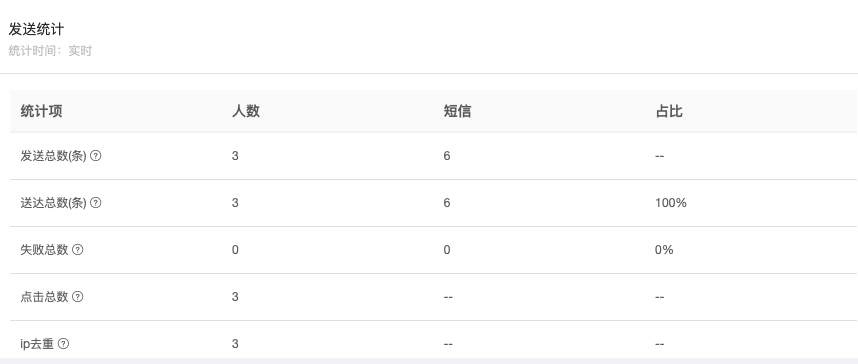 发送统计
统计时间：实时
统计项 人数 短信 占比
发送总数(条) ? 3 6 --
送达总数(条) ? 3 6 100%
失败总数 ? 0 0 0%
点击总数 ? 3 -- --
ip去重 ? 3 -- --